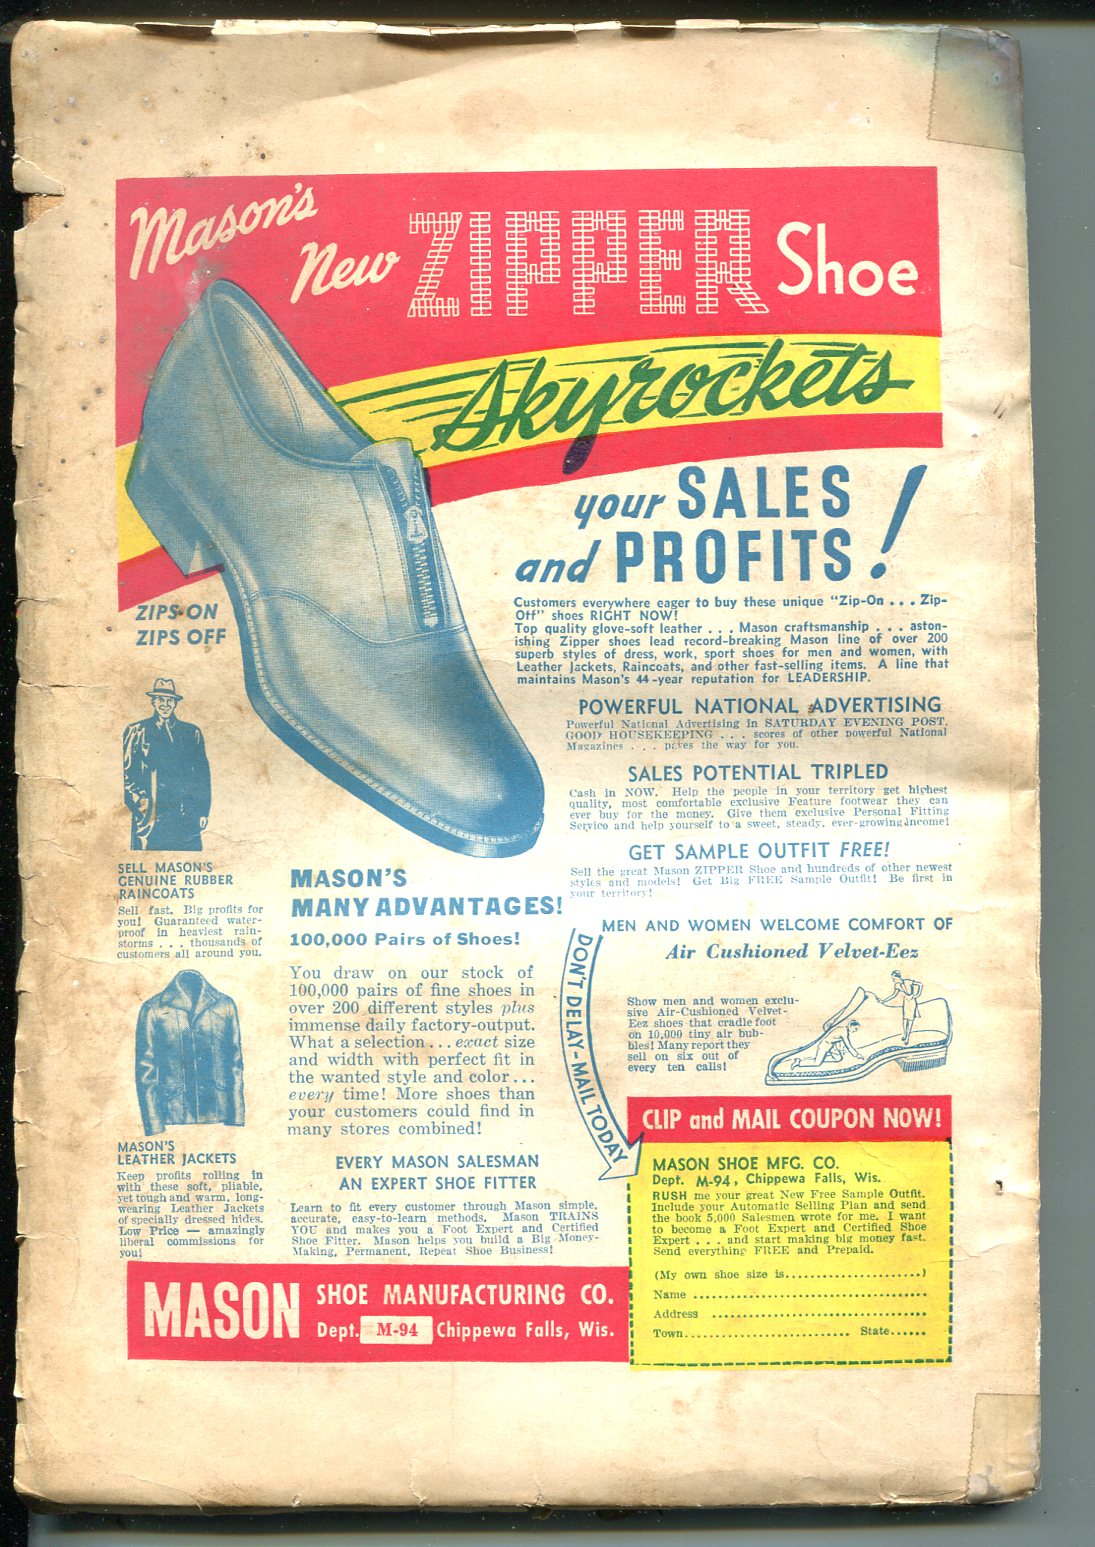 Mason's
New ZIPPER Shoe
Skyrockets
your SALES
and PROFITS!
ZIPS-ON
ZIPS OFF
Customers everywhere eager to buy these unique "Zip-On . . . Zip-
Off" shoes RIGHT NOW!
Top quality glove-soft leather . . . Mason craftsmanship . . . aston-
ishing Zipper shoes lead record-breaking Mason line of over 200
superb styles of dress, work, sport shoes for men and women, with
Leather Jackets, Raincoats, and other fast-selling items. A line that
maintains Mason's 44-year reputation for LEADERSHIP.
POWERFUL NATIONAL ADVERTISING
Powerful National Advertising in SATURDAY EVENING POST,
GOOD HOUSEKEEPING . . . scores of other powerful National
Magazines . . . paves the way for you.
SALES POTENTIAL TRIPLED
Cash in NOW. Help the people in your territory get highest
quality, most comfortable exclusive Feature footwear they can
ever buy for the money. Give them exclusive Personal Fitting
Service and help yourself to a sweet, steady, ever-growing income!
GET SAMPLE OUTFIT FREE!
Sell the great Mason ZIPPER Shoe and hundreds of other newest
styles and models! Get Big FREE Sample Outfit! Be first in
your territory!
SELL MASON'S
GENUINE RUBBER
RAINCOATS
Sell fast. Big profits for
you! Guaranteed water-
proof in heaviest rain-
storms . . . thousands of
customers all around you.
MASON'S
LEATHER JACKETS
Keep profits rolling in
with these soft, pliable,
yet tough and warm, long-
wearing Leather Jackets
of specially dressed hides.
Low Price — amazingly
liberal commissions for
you!
MASON'S
MANY ADVANTAGES!
100,000 Pairs of Shoes!
You draw on our stock of
100,000 pairs of fine shoes in
over 200 different styles plus
immense daily factory-output.
What a selection . . . exact size
and width with perfect fit in
the wanted style and color . . .
every time! More shoes than
your customers could find in
many stores combined!
EVERY MASON SALESMAN
AN EXPERT SHOE FITTER
Learn to fit every customer through Mason simple,
accurate, easy-to-learn methods. Mason TRAINS
YOU and makes you a Foot Expert and Certified
Shoe Fitter. Mason helps you build a Big Money-
Making, Permanent, Repeat Shoe Business!
MEN AND WOMEN WELCOME COMFORT OF
Air Cushioned Velvet-Eez
Show men and women exclu-
sive Air-Cushioned Velvet-
Eez shoes that cradle foot
on 10,000 tiny air bub-
bles! Many report they
sell on six out of
every ten calls!
DON'T DELAY-MAIL TODAY
CLIP and MAIL COUPON NOW!
MASON SHOE MFG. CO.
Dept. M-94, Chippewa Falls, Wis.
RUSH me your great New Free Sample Outfit.
Include your Automatic Selling Plan and send
the book 5,000 Salesmen wrote for me. I want
to become a Foot Expert and Certified Shoe
Expert . . . and start making big money fast.
Send everything FREE and Prepaid.
(My own shoe size is......................)
Name ....................................
Address ..................................
Town.......................... State......
MASON SHOE MANUFACTURING CO.
Dept. M-94 Chippewa Falls, Wis.